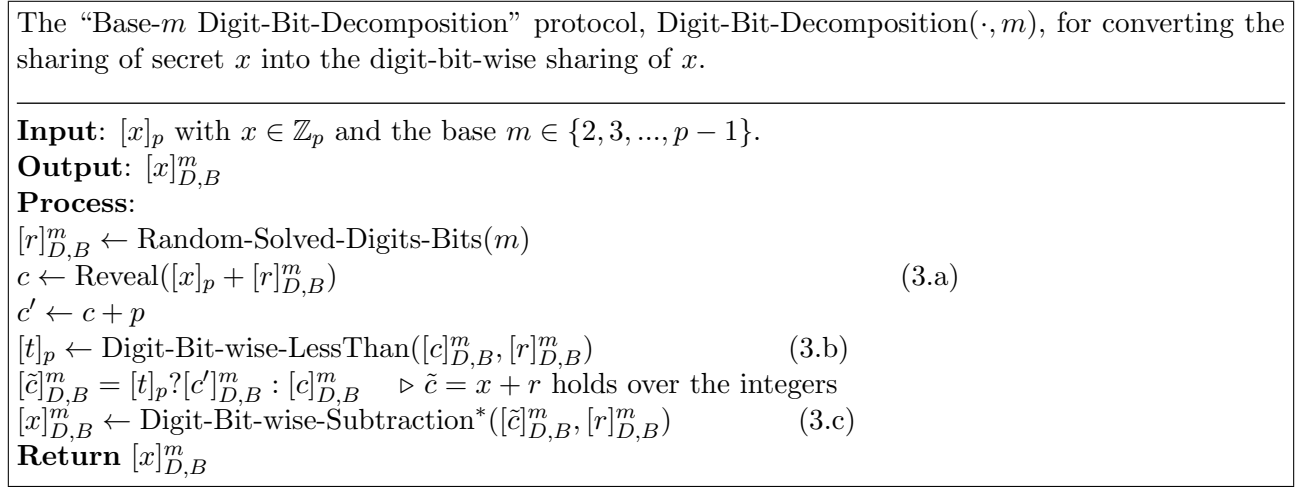 The “Base-m Digit-Bit-Decomposition” protocol, Digit-Bit-Decomposition(·, m), for converting the
sharing of secret x into the digit-bit-wise sharing of x.
Input: [x]_p with x ∈ ℤ_p and the base m ∈ {2, 3, ..., p − 1}.
Output: [x]^m_{D,B}
Process:
[r]^m_{D,B} ← Random-Solved-Digits-Bits(m)
c ← Reveal([x]_p + [r]^m_{D,B}) (3.a)
c′ ← c + p
[t]_p ← Digit-Bit-wise-LessThan([c]^m_{D,B}, [r]^m_{D,B}) (3.b)
[c̃]^m_{D,B} = [t]_p?[c′]^m_{D,B} : [c]^m_{D,B} ▷ c̃ = x + r holds over the integers
[x]^m_{D,B} ← Digit-Bit-wise-Subtraction*([c̃]^m_{D,B}, [r]^m_{D,B}) (3.c)
Return [x]^m_{D,B}